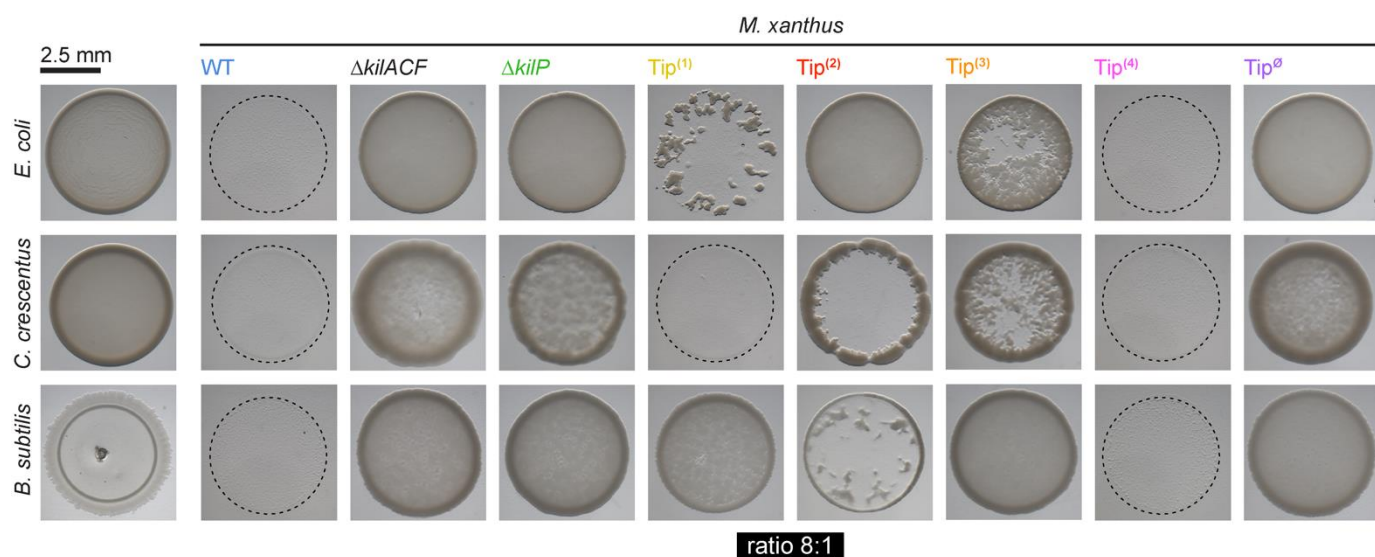 M. xanthus
2.5 mm
WT ΔkilACF ΔkilP Tip⁽¹⁾ Tip⁽²⁾ Tip⁽³⁾ Tip⁽⁴⁾ Tip^Ø
E. coli
C. crescentus
B. subtilis
ratio 8:1